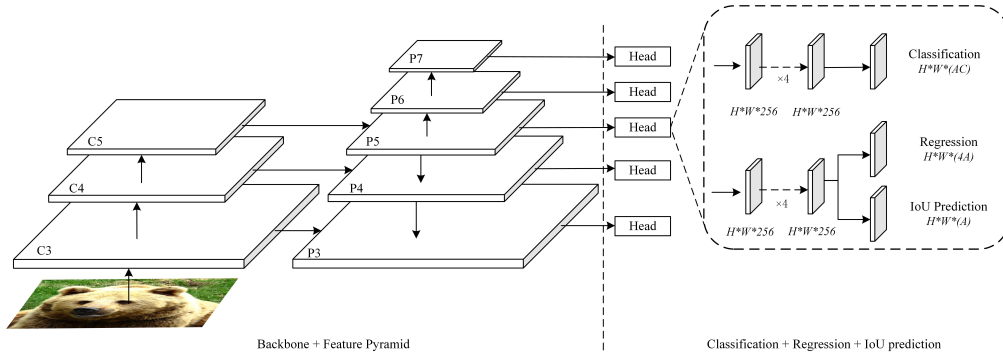 P7
Head
P6
Head
C5
P5
Head
C4
P4
Head
C3
P3
Head
Classification
H*W*(AC)
×4
H*W*256
H*W*256
Regression
H*W*(4A)
×4
H*W*256
H*W*256
IoU Prediction
H*W*(A)
Backbone + Feature Pyramid
Classification + Regression + IoU prediction